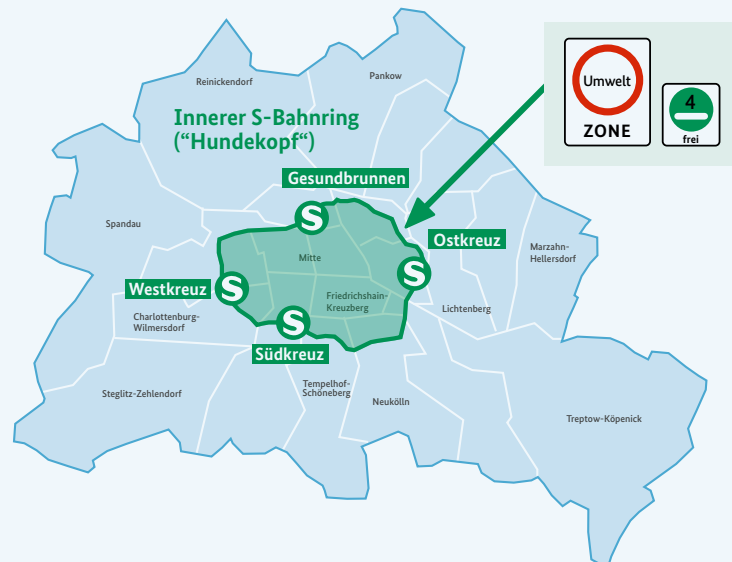 Reinickendorf
Pankow
Umwelt
ZONE
4
frei
Innerer S-Bahnring
(“Hundekopf“)
Gesundbrunnen
S
Spandau
Ostkreuz
Marzahn-
Hellersdorf
Mitte
S
Westkreuz
S
Friedrichshain-
Kreuzberg
Lichtenberg
Charlottenburg-
Wilmersdorf
S
Südkreuz
Steglitz-Zehlendorf
Tempelhof-
Schöneberg
Neukölln
Treptow-Köpenick